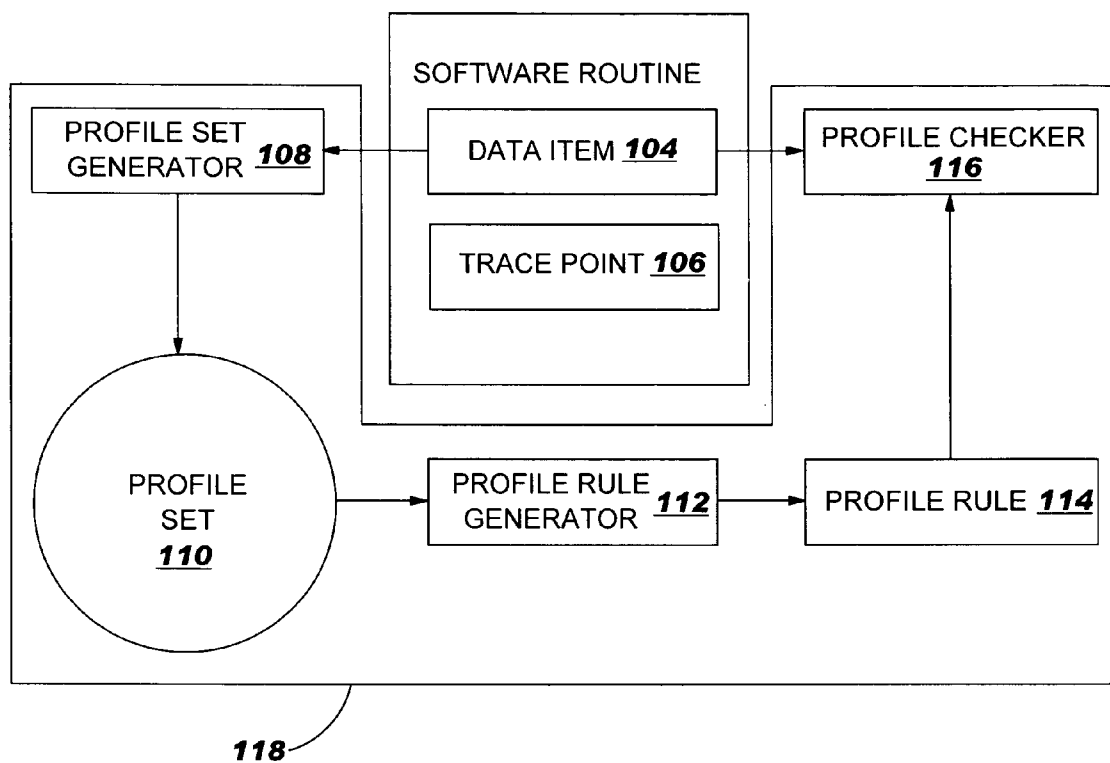 SOFTWARE ROUTINE
PROFILE SET
GENERATOR 108
DATA ITEM 104
PROFILE CHECKER
116
TRACE POINT 106
PROFILE
SET
110
PROFILE RULE
GENERATOR 112
PROFILE RULE 114
118